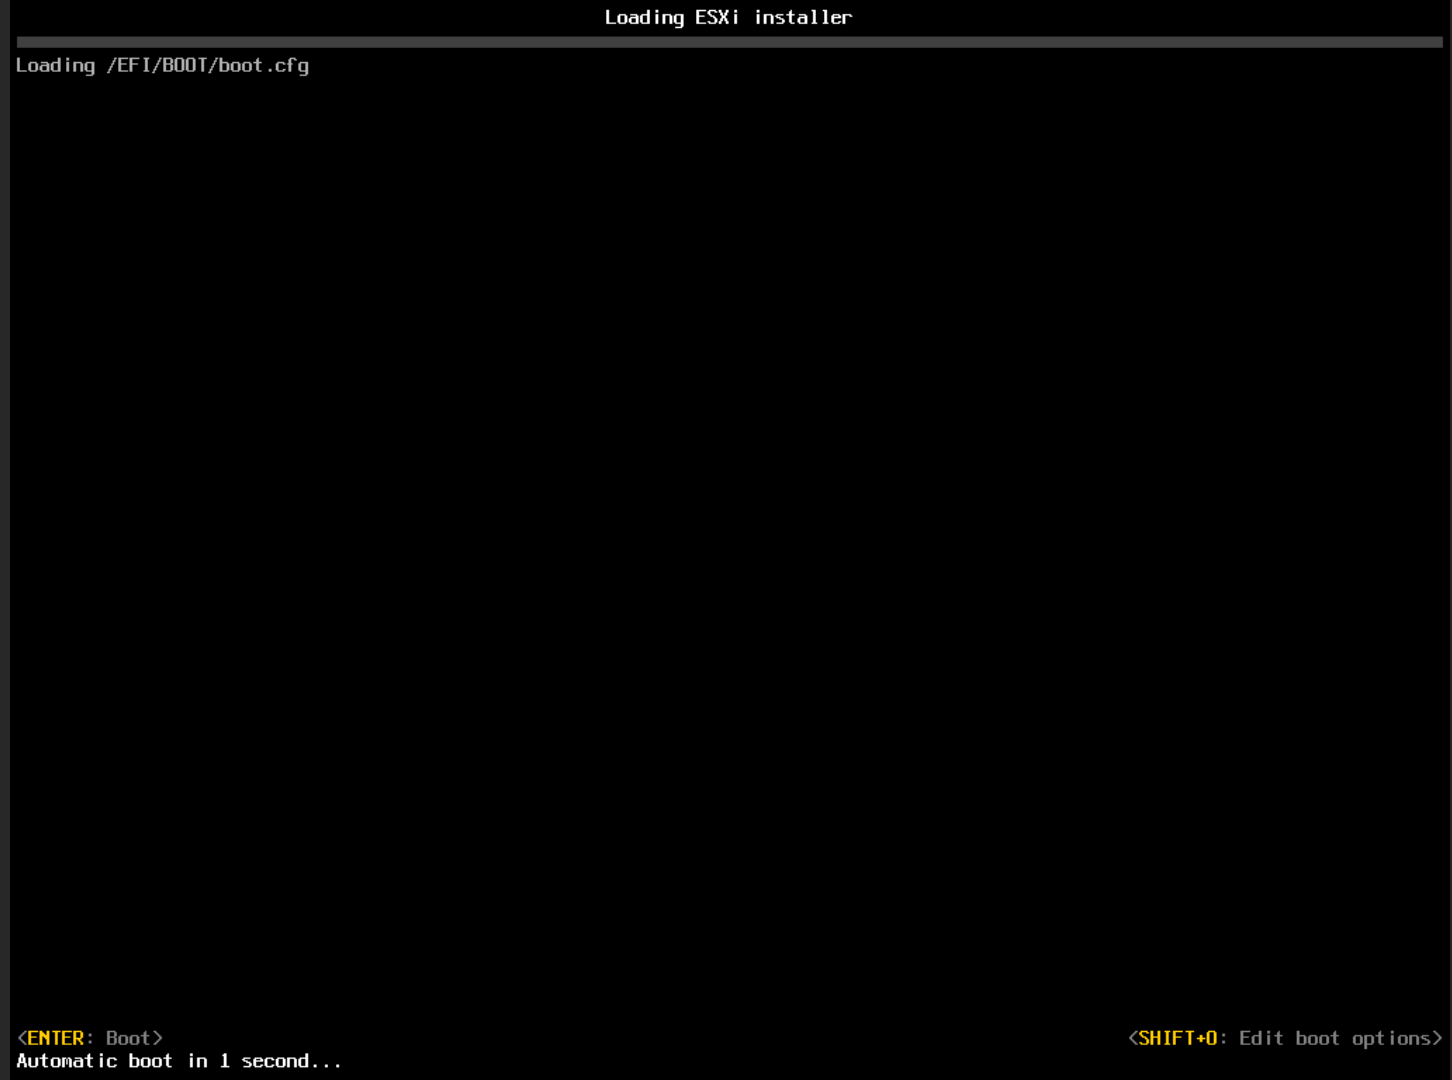 Loading ESXi installer
Loading /EFI/BOOT/boot.cfg
<ENTER: Boot> <SHIFT+O: Edit boot options>
Automatic boot in 1 second...